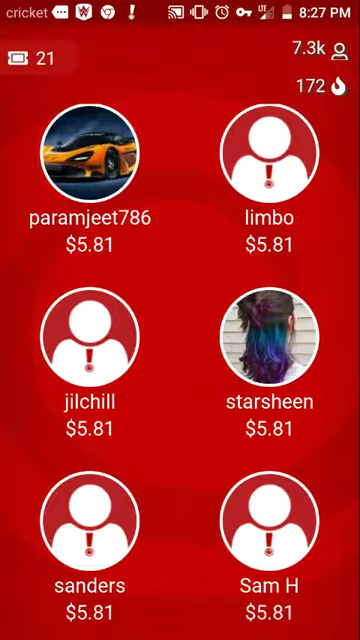 cricket 8:27 PM
LTE
21
7.3k
172
paramjeet786
$5.81
limbo
$5.81
jilchill
$5.81
starsheen
$5.81
sanders
$5.81
Sam H
$5.81